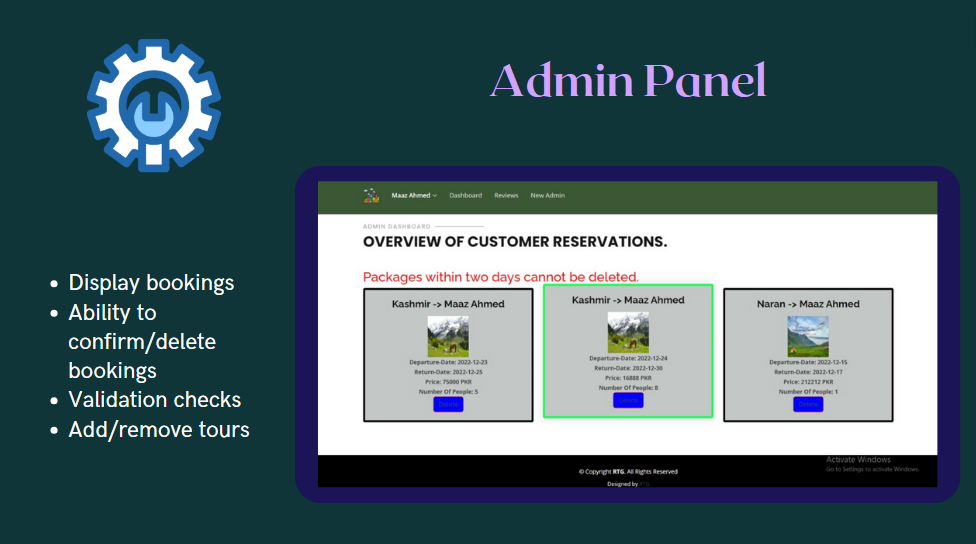 Admin Panel
• Display bookings
• Ability to
confirm/delete
bookings
• Validation checks
• Add/remove tours
Maaz Ahmed Dashboard Reviews New Admin
ADMIN DASHBOARD
OVERVIEW OF CUSTOMER RESERVATIONS.
Packages within two days cannot be deleted.
Kashmir -> Maaz Ahmed
Departure-Date: 2022-12-23
Return-Date: 2022-12-25
Price: 75000 PKR
Number Of People: 5
Delete
Kashmir -> Maaz Ahmed
Departure-Date: 2022-12-24
Return-Date: 2022-12-30
Price: 16888 PKR
Number Of People: 8
Delete
Naran -> Maaz Ahmed
Departure-Date: 2022-12-15
Return-Date: 2022-12-17
Price: 212212 PKR
Number Of People: 1
Delete
© Copyright RTG. All Rights Reserved
Designed by RTG
Activate Windows
Go to Settings to activate Windows.